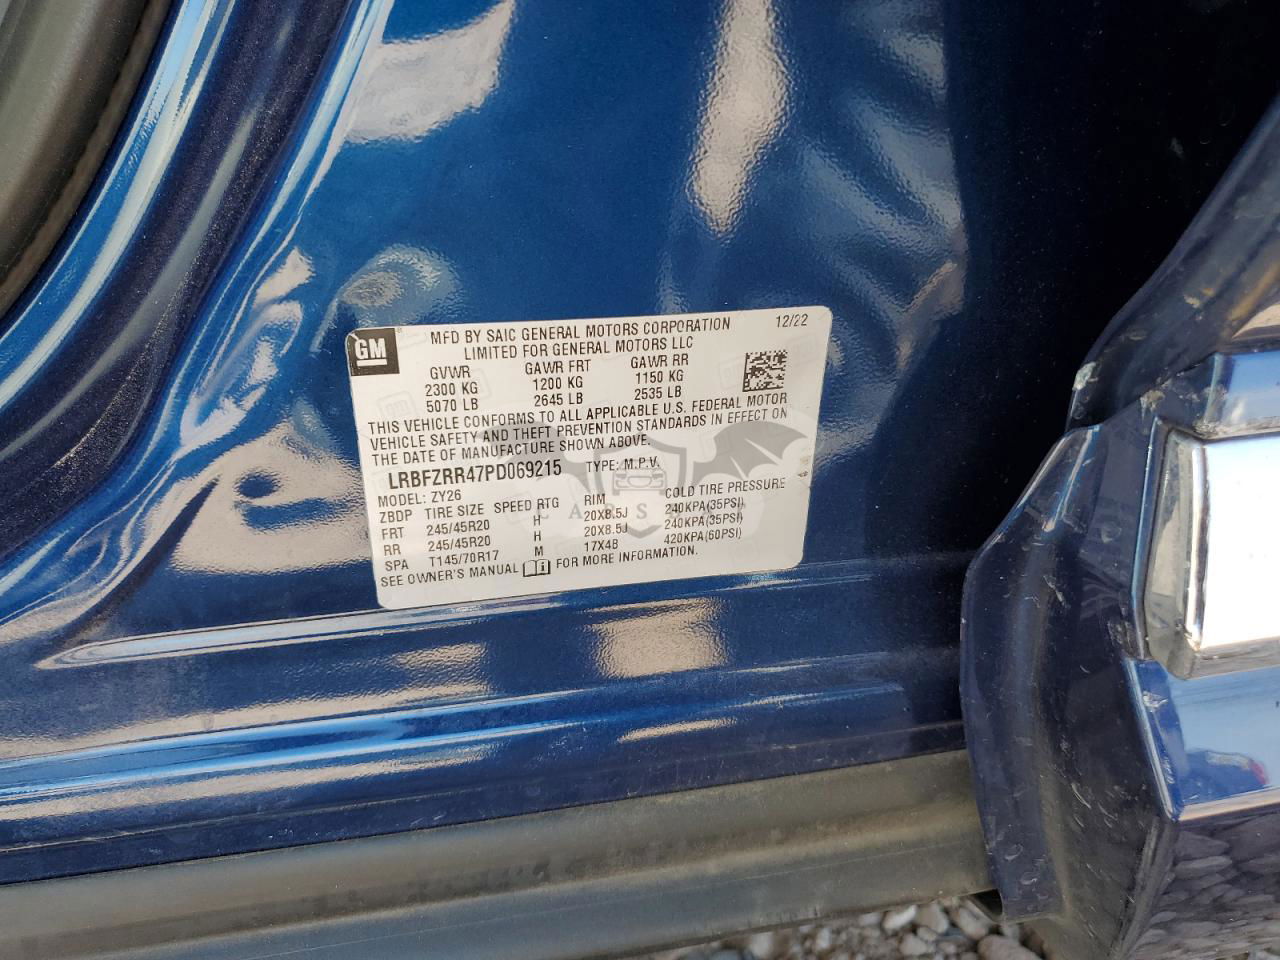 GM
MFD BY SAIC GENERAL MOTORS CORPORATION 12/22
LIMITED FOR GENERAL MOTORS LLC
GVWR GAWR FRT GAWR RR
2300 KG 1200 KG 1150 KG
5070 LB 2645 LB 2535 LB
THIS VEHICLE CONFORMS TO ALL APPLICABLE U.S. FEDERAL MOTOR
VEHICLE SAFETY AND THEFT PREVENTION STANDARDS IN EFFECT ON
THE DATE OF MANUFACTURE SHOWN ABOVE.
LRBFZRR47PD069215 TYPE: M.P.V.
MODEL: ZY26
ZBDP TIRE SIZE SPEED RTG RIM COLD TIRE PRESSURE
FRT 245/45R20 H 20X8.5J 240KPA(35PSI)
RR 245/45R20 H 20X8.5J 240KPA(35PSI)
SPA T145/70R17 M 17X4B 420KPA(60PSI)
SEE OWNER'S MANUAL FOR MORE INFORMATION.